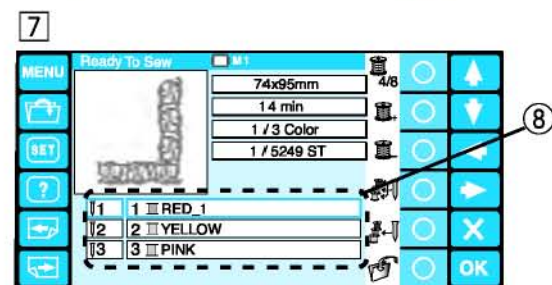 7
MENU Ready To Sew M1
74x95mm 4/8
14 min
1 / 3 Color
SET 1 / 5249 ST
8
?
1 1 RED_1
2 2 YELLOW
3 3 PINK
X
OK